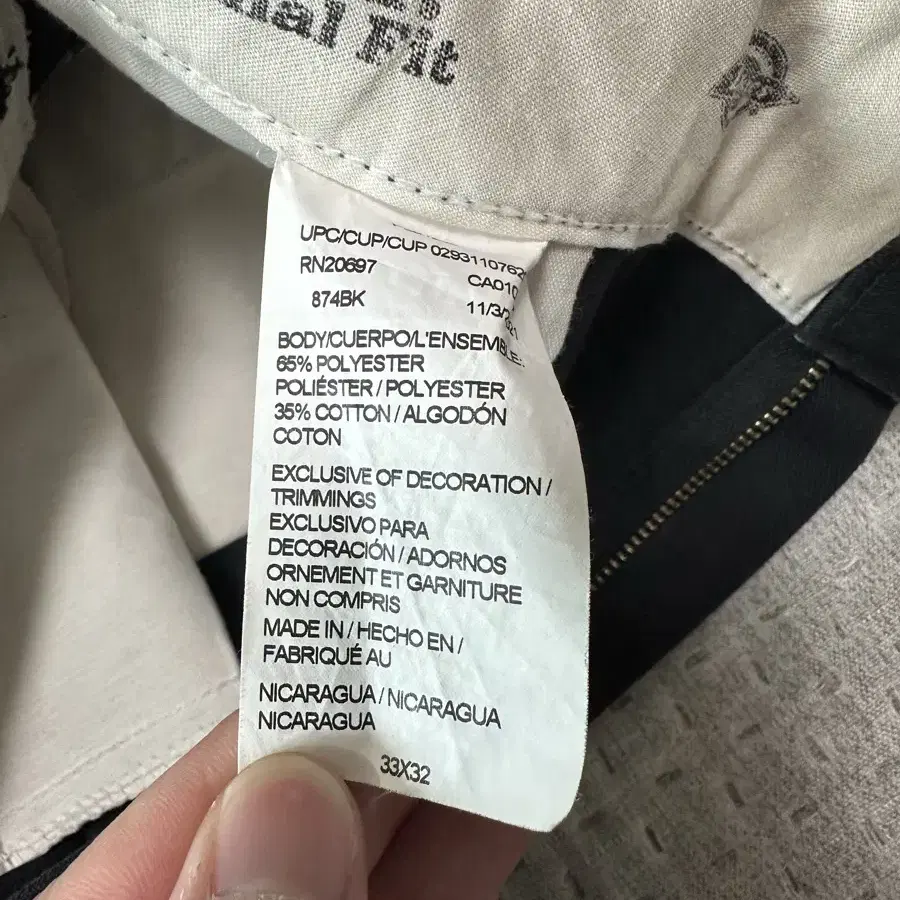 nal Fit
UPC/CUP/CUP 0293110762
RN20697
CA010
874BK
11/3/2021
BODY/CUERPO/L'ENSEMBLE:
65% POLYESTER
POLIÉSTER / POLYESTER
35% COTTON / ALGODÓN
COTON
EXCLUSIVE OF DECORATION /
TRIMMINGS
EXCLUSIVO PARA
DECORACIÓN / ADORNOS
ORNEMENT ET GARNITURE
NON COMPRIS
MADE IN / HECHO EN /
FABRIQUÉ AU
NICARAGUA / NICARAGUA
NICARAGUA
33X32